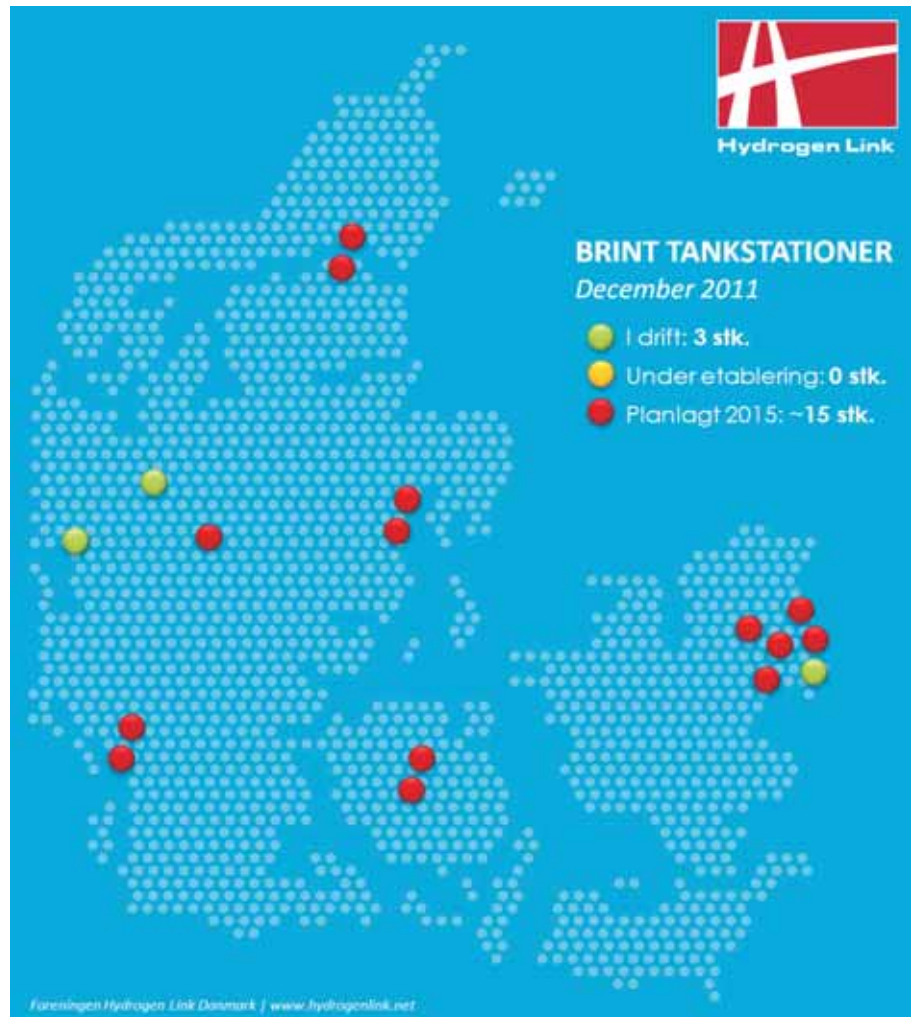 Hydrogen Link
BRINT TANKSTATIONER
December 2011
I drift: 3 stk.
Under etablering: 0 stk.
Planlagt 2015: ~15 stk.
Foreningen Hydrogen Link Danmark | www.hydrogenlink.net